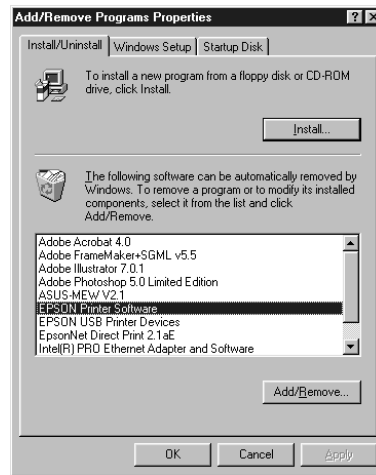 Add/Remove Programs Properties
Install/Uninstall
Windows Setup
Startup Disk
To install a new program from a floppy disk or CD-ROM
drive, click Install.
Install...
The following software can be automatically removed by
Windows. To remove a program or to modify its installed
components, select it from the list and click
Add/Remove.
Adobe Acrobat 4.0
Adobe FrameMaker+SGML v5.5
Adobe Illustrator 7.0.1
Adobe Photoshop 5.0 Limited Edition
ASUS-MEW V2.1
EPSON Printer Software
EPSON USB Printer Devices
EpsonNet Direct Print 2.1aE
Intel(R) PRO Ethernet Adapter and Software
Add/Remove...
OK
Cancel
Apply